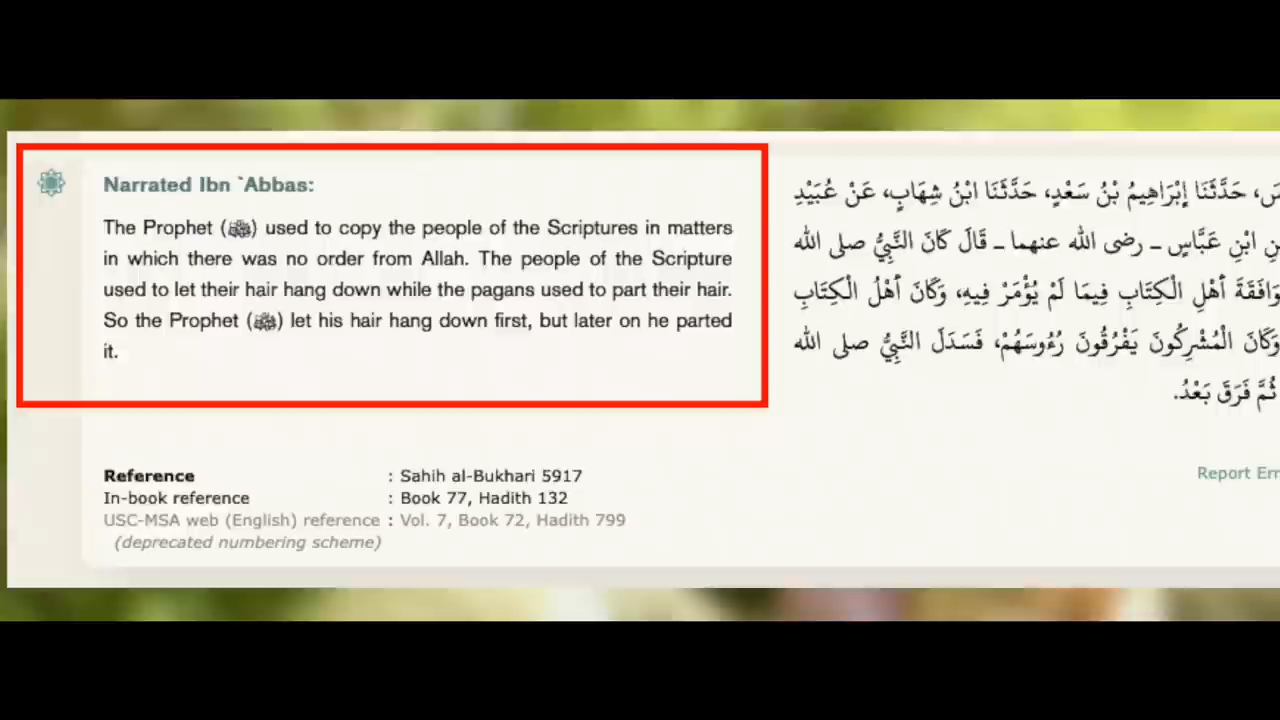 Narrated Ibn `Abbas:
The Prophet (ﷺ) used to copy the people of the Scriptures in matters
in which there was no order from Allah. The people of the Scripture
used to let their hair hang down while the pagans used to part their hair.
So the Prophet (ﷺ) let his hair hang down first, but later on he parted
it.
حَدَّثَنَا إِبْرَاهِيمُ بْنُ سَعْدٍ، حَدَّثَنَا ابْنُ شِهَابٍ، عَنْ عُبَيْدِ
ابْنِ عَبَّاسٍ ـ رضى الله عنهما ـ قَالَ كَانَ النَّبِيُّ صلى الله
أَهْلِ الْكِتَابِ فِيمَا لَمْ يُؤْمَرْ فِيهِ، وَكَانَ أَهْلُ الْكِتَابِ
وَكَانَ الْمُشْرِكُونَ يَفْرُقُونَ رُءُوسَهُمْ، فَسَدَلَ النَّبِيُّ صلى الله
ثُمَّ فَرَقَ بَعْدُ.
Reference : Sahih al-Bukhari 5917
In-book reference : Book 77, Hadith 132
USC-MSA web (English) reference : Vol. 7, Book 72, Hadith 799
(deprecated numbering scheme)
Report Err